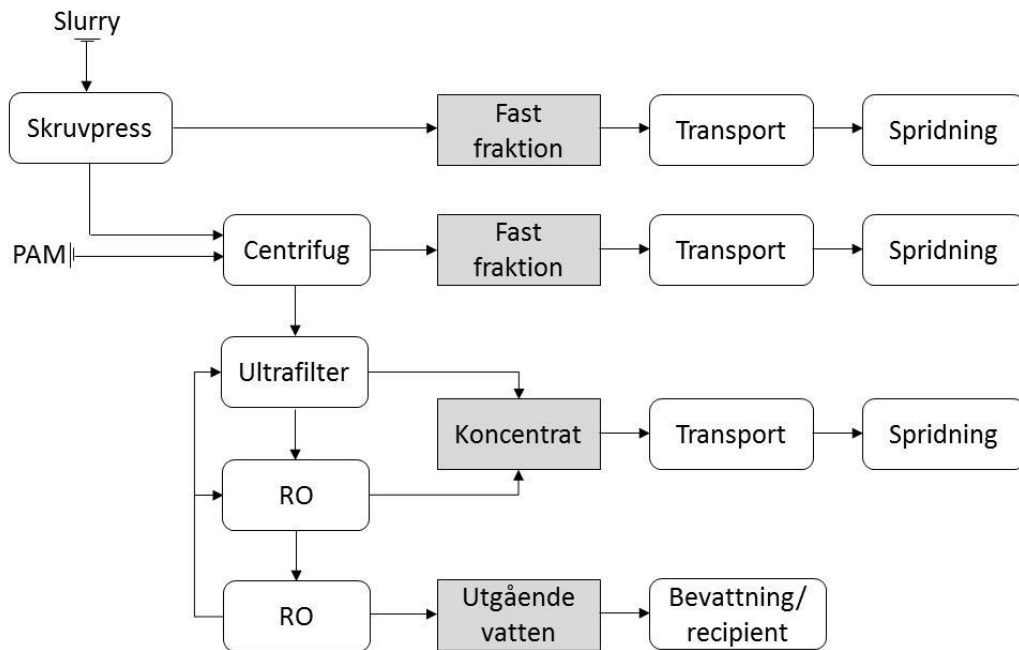 Slurry
Skruvpress
Fast
fraktion
Transport
Spridning
PAM
Centrifug
Fast
fraktion
Transport
Spridning
Ultrafilter
Koncentrat
Transport
Spridning
RO
RO
Utgående
vatten
Bevattning/
recipient